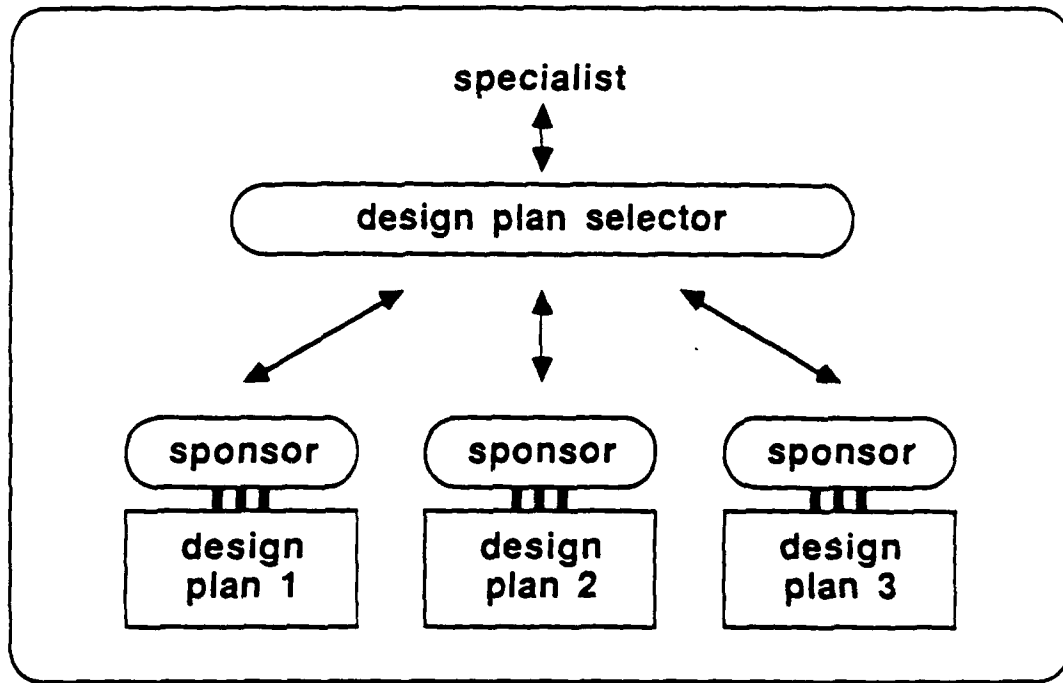 specialist
design plan selector
sponsor
sponsor
sponsor
design
plan 1
design
plan 2
design
plan 3